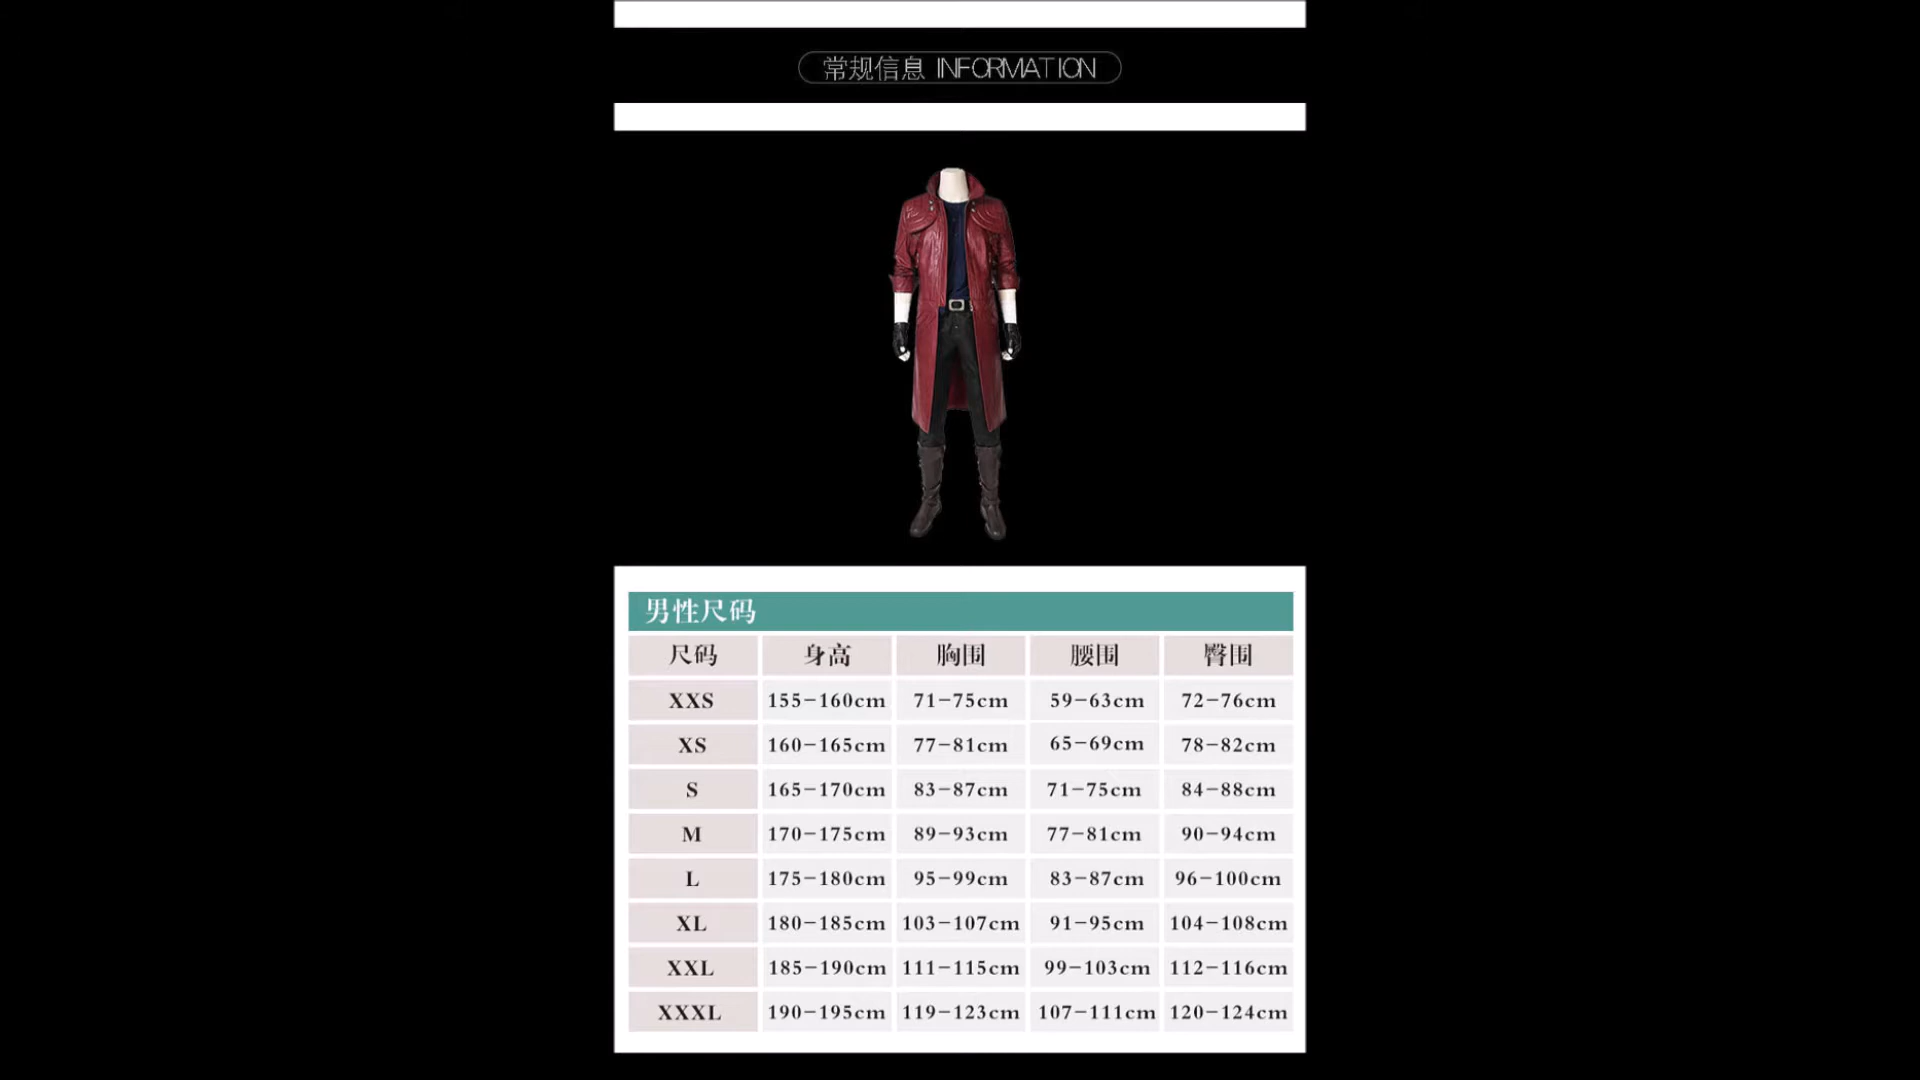 常规信息 INFORMATION
男性尺码
尺码 身高 胸围 腰围 臀围
XXS 155-160cm 71-75cm 59-63cm 72-76cm
XS 160-165cm 77-81cm 65-69cm 78-82cm
S 165-170cm 83-87cm 71-75cm 84-88cm
M 170-175cm 89-93cm 77-81cm 90-94cm
L 175-180cm 95-99cm 83-87cm 96-100cm
XL 180-185cm 103-107cm 91-95cm 104-108cm
XXL 185-190cm 111-115cm 99-103cm 112-116cm
XXXL 190-195cm 119-123cm 107-111cm 120-124cm